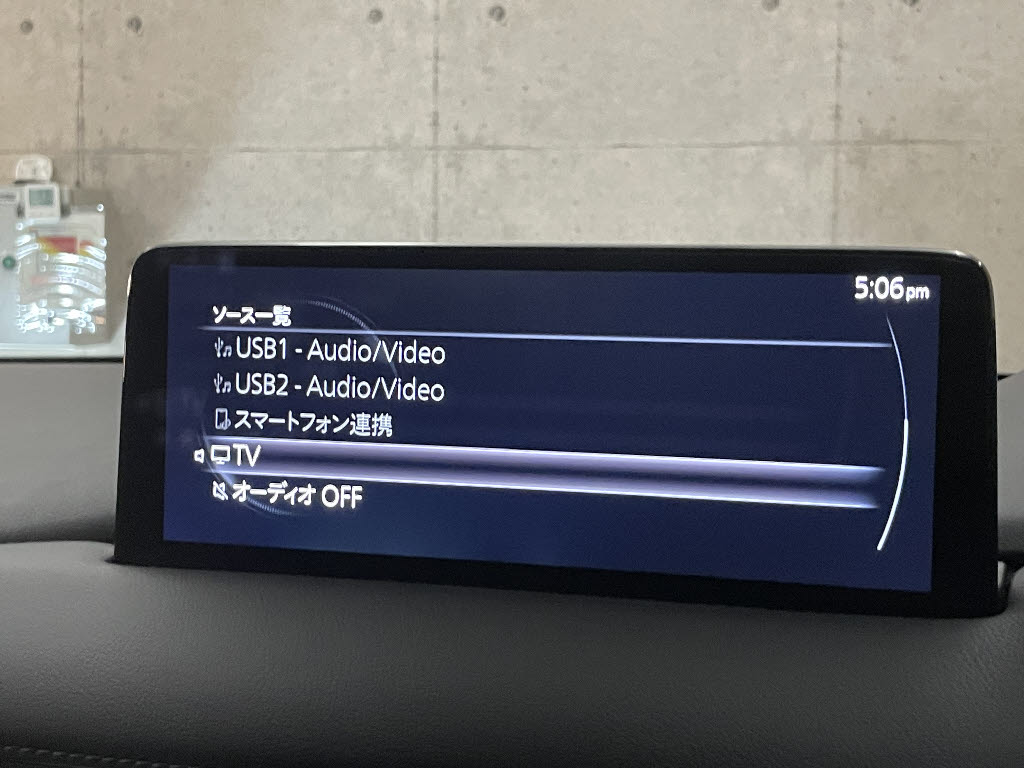 5:06pm
ソース一覧
USB1 - Audio/Video
USB2 - Audio/Video
スマートフォン連携
TV
オーディオ OFF